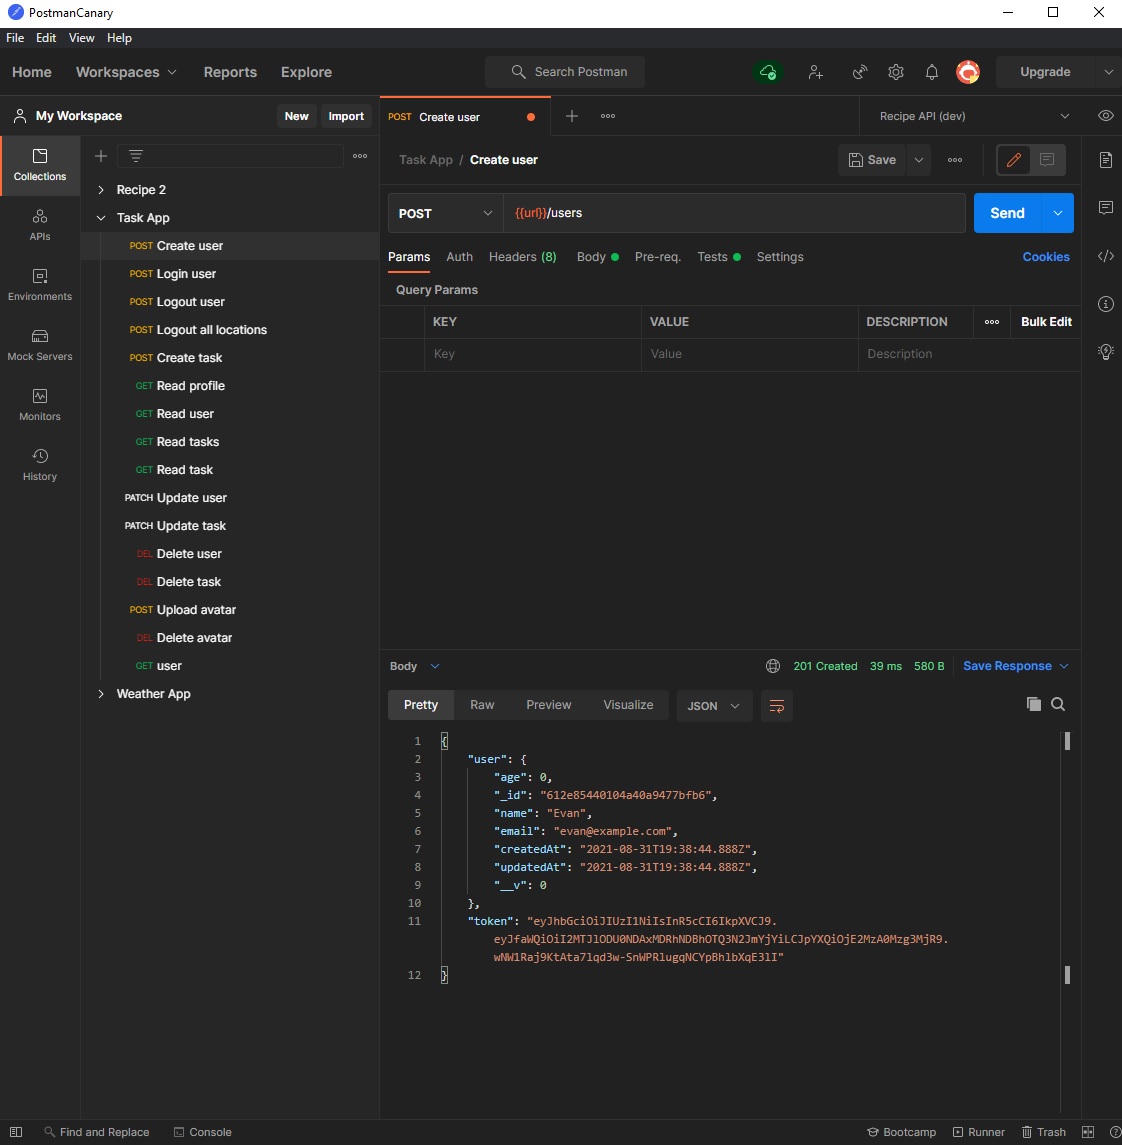 PostmanCanary
File Edit View Help
Home Workspaces Reports Explore Search Postman Upgrade
My Workspace New Import
POST Create user
Recipe API (dev)
Collections
APIs
Environments
Mock Servers
Monitors
History
Recipe 2
Task App
POST Create user
POST Login user
POST Logout user
POST Logout all locations
POST Create task
GET Read profile
GET Read user
GET Read tasks
GET Read task
PATCH Update user
PATCH Update task
DEL Delete user
DEL Delete task
POST Upload avatar
DEL Delete avatar
GET user
Weather App
Task App / Create user Save
POST {{url}}/users Send
Params Auth Headers (8) Body Pre-req. Tests Settings Cookies
Query Params
KEY VALUE DESCRIPTION Bulk Edit
Key Value Description
Body 201 Created 39 ms 580 B Save Response
Pretty Raw Preview Visualize JSON
1 {
2 "user": {
3 "age": 0,
4 "_id": "612e85440104a40a9477bfb6",
5 "name": "Evan",
6 "email": "evan@example.com",
7 "createdAt": "2021-08-31T19:38:44.888Z",
8 "updatedAt": "2021-08-31T19:38:44.888Z",
9 "__v": 0
10 },
11 "token": "eyJhbGciOiJIUzI1NiIsInR5cCI6IkpXVCJ9.
eyJfaWQiOiI2MTJlODU0NDAxMDRhNDBhOTQ3N2JmYjYiLCJpYXQiOjE2MzA0Mzg3MjR9.
wNW1Raj9KtAta7lqd3w-SnWPRlugqNCYpBhlbXqE3lI"
12 }
Find and Replace Console Bootcamp Runner Trash